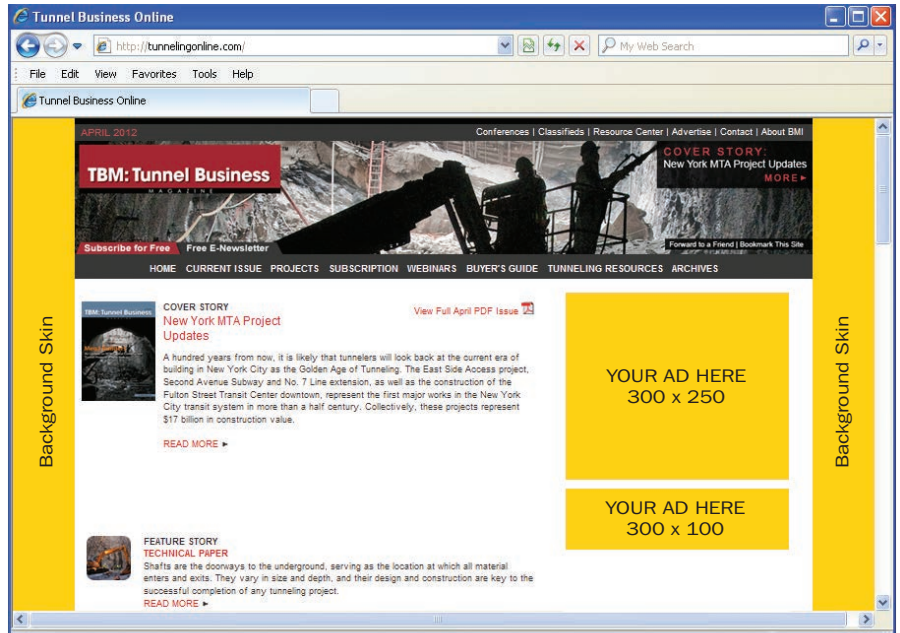 Tunnel Business Online
http://tunnelingonline.com/
My Web Search
File Edit View Favorites Tools Help
Tunnel Business Online
APRIL 2012
Conferences | Classifieds | Resource Center | Advertise | Contact | About BMI
COVER STORY:
New York MTA Project Updates
MORE
TBM: Tunnel Business
MAGAZINE
Subscribe for Free Free E-Newsletter
Forward to a Friend | Bookmark This Site
HOME CURRENT ISSUE PROJECTS SUBSCRIPTION WEBINARS BUYER'S GUIDE TUNNELING RESOURCES ARCHIVES
Background Skin
TBM: Tunnel Business
COVER STORY
New York MTA Project
Updates
View Full April PDF Issue
A hundred years from now, it is likely that tunnelers will look back at the current era of
building in New York City as the Golden Age of Tunneling. The East Side Access project,
Second Avenue Subway and No. 7 Line extension, as well as the construction of the
Fulton Street Transit Center downtown, represent the first major works in the New York
City transit system in more than a half century. Collectively, these projects represent
$17 billion in construction value.
READ MORE
YOUR AD HERE
300 x 250
YOUR AD HERE
300 x 100
Background Skin
FEATURE STORY
TECHNICAL PAPER
Shafts are the doorways to the underground, serving as the location at which all material
enters and exits. They vary in size and depth, and their design and construction are key to the
successful completion of any tunneling project.
READ MORE